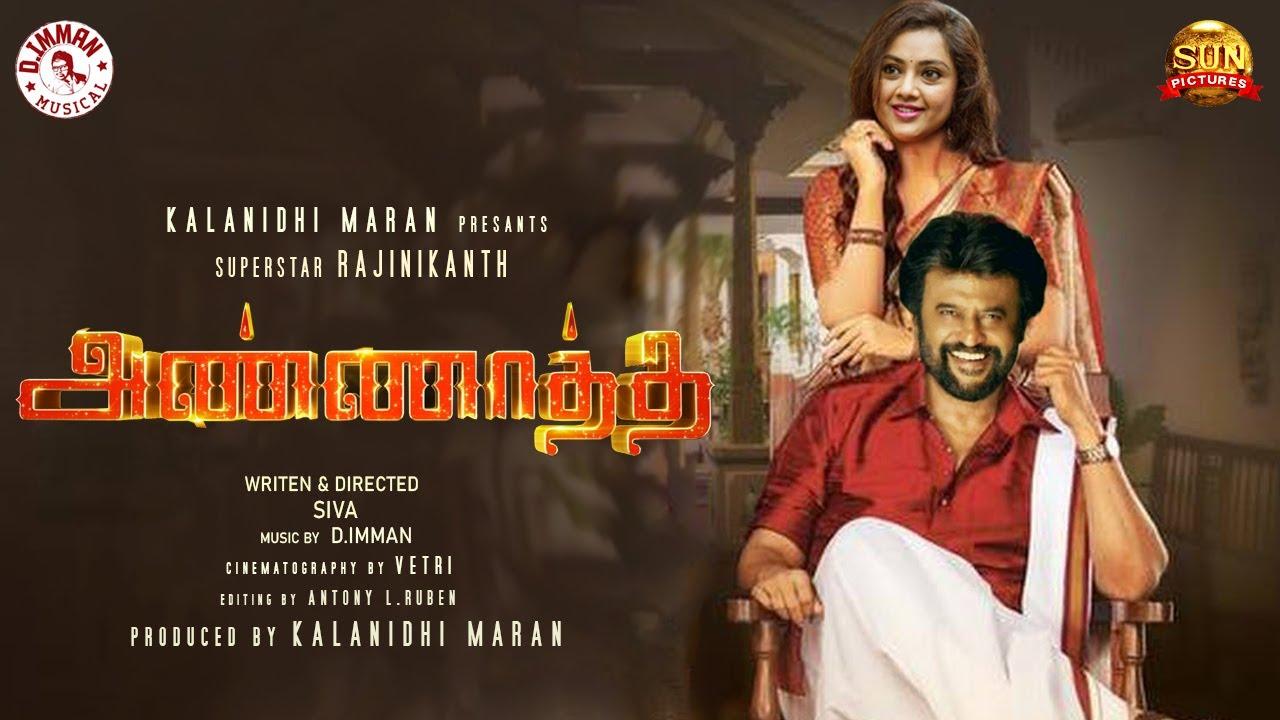 D.IMMAN
MUSICAL
SUN
PICTURES
KALANIDHI MARAN PRESANTS
SUPERSTAR RAJINIKANTH
அண்ணாத்த
WRITEN & DIRECTED
SIVA
MUSIC BY D.IMMAN
CINEMATOGRAPHY BY VETRI
EDITING BY ANTONY L.RUBEN
PRODUCED BY KALANIDHI MARAN